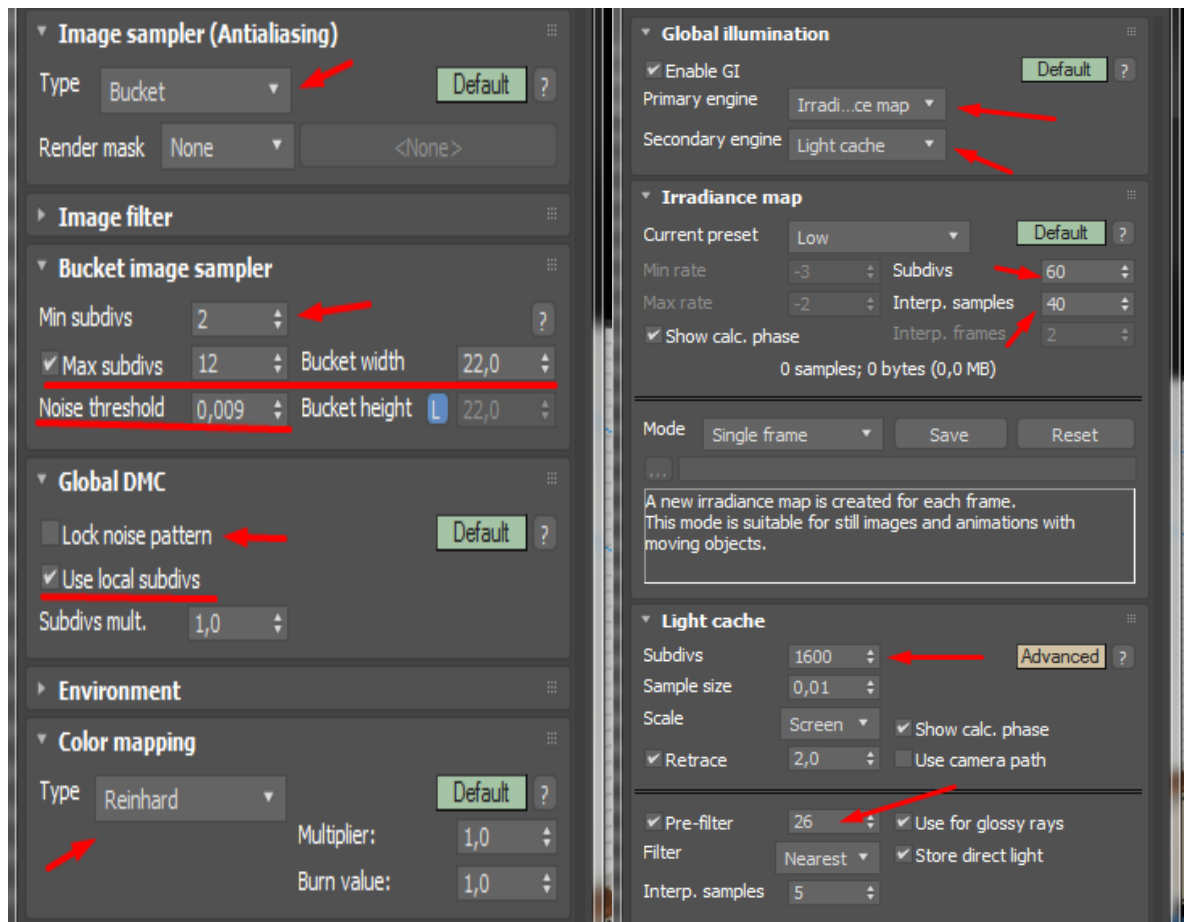 Image sampler (Antialiasing)
Type Bucket Default ?
Render mask None <None>
Image filter
Bucket image sampler
Min subdivs 2 ?
Max subdivs 12 Bucket width 22,0
Noise threshold 0,009 Bucket height L 22,0
Global DMC
Lock noise pattern Default ?
Use local subdivs
Subdivs mult. 1,0
Environment
Color mapping
Type Reinhard Default ?
Multiplier: 1,0
Burn value: 1,0
Global illumination
Enable GI Default ?
Primary engine Irradi...ce map
Secondary engine Light cache
Irradiance map
Current preset Low Default ?
Min rate -3 Subdivs 60
Max rate -2 Interp. samples 40
Show calc. phase Interp. frames 2
0 samples; 0 bytes (0,0 MB)
Mode Single frame Save Reset
...
A new irradiance map is created for each frame.
This mode is suitable for still images and animations with
moving objects.
Light cache
Subdivs 1600 Advanced ?
Sample size 0,01
Scale Screen Show calc. phase
Retrace 2,0 Use camera path
Pre-filter 26 Use for glossy rays
Filter Nearest Store direct light
Interp. samples 5